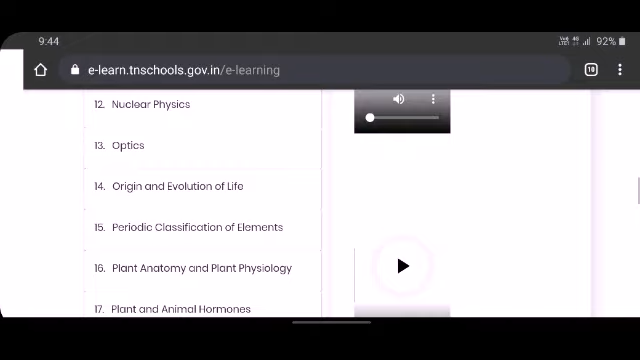 9:44
92%
e-learn.tnschools.gov.in/e-learning
10
12. Nuclear Physics
13. Optics
14. Origin and Evolution of Life
15. Periodic Classification of Elements
16. Plant Anatomy and Plant Physiology
17. Plant and Animal Hormones